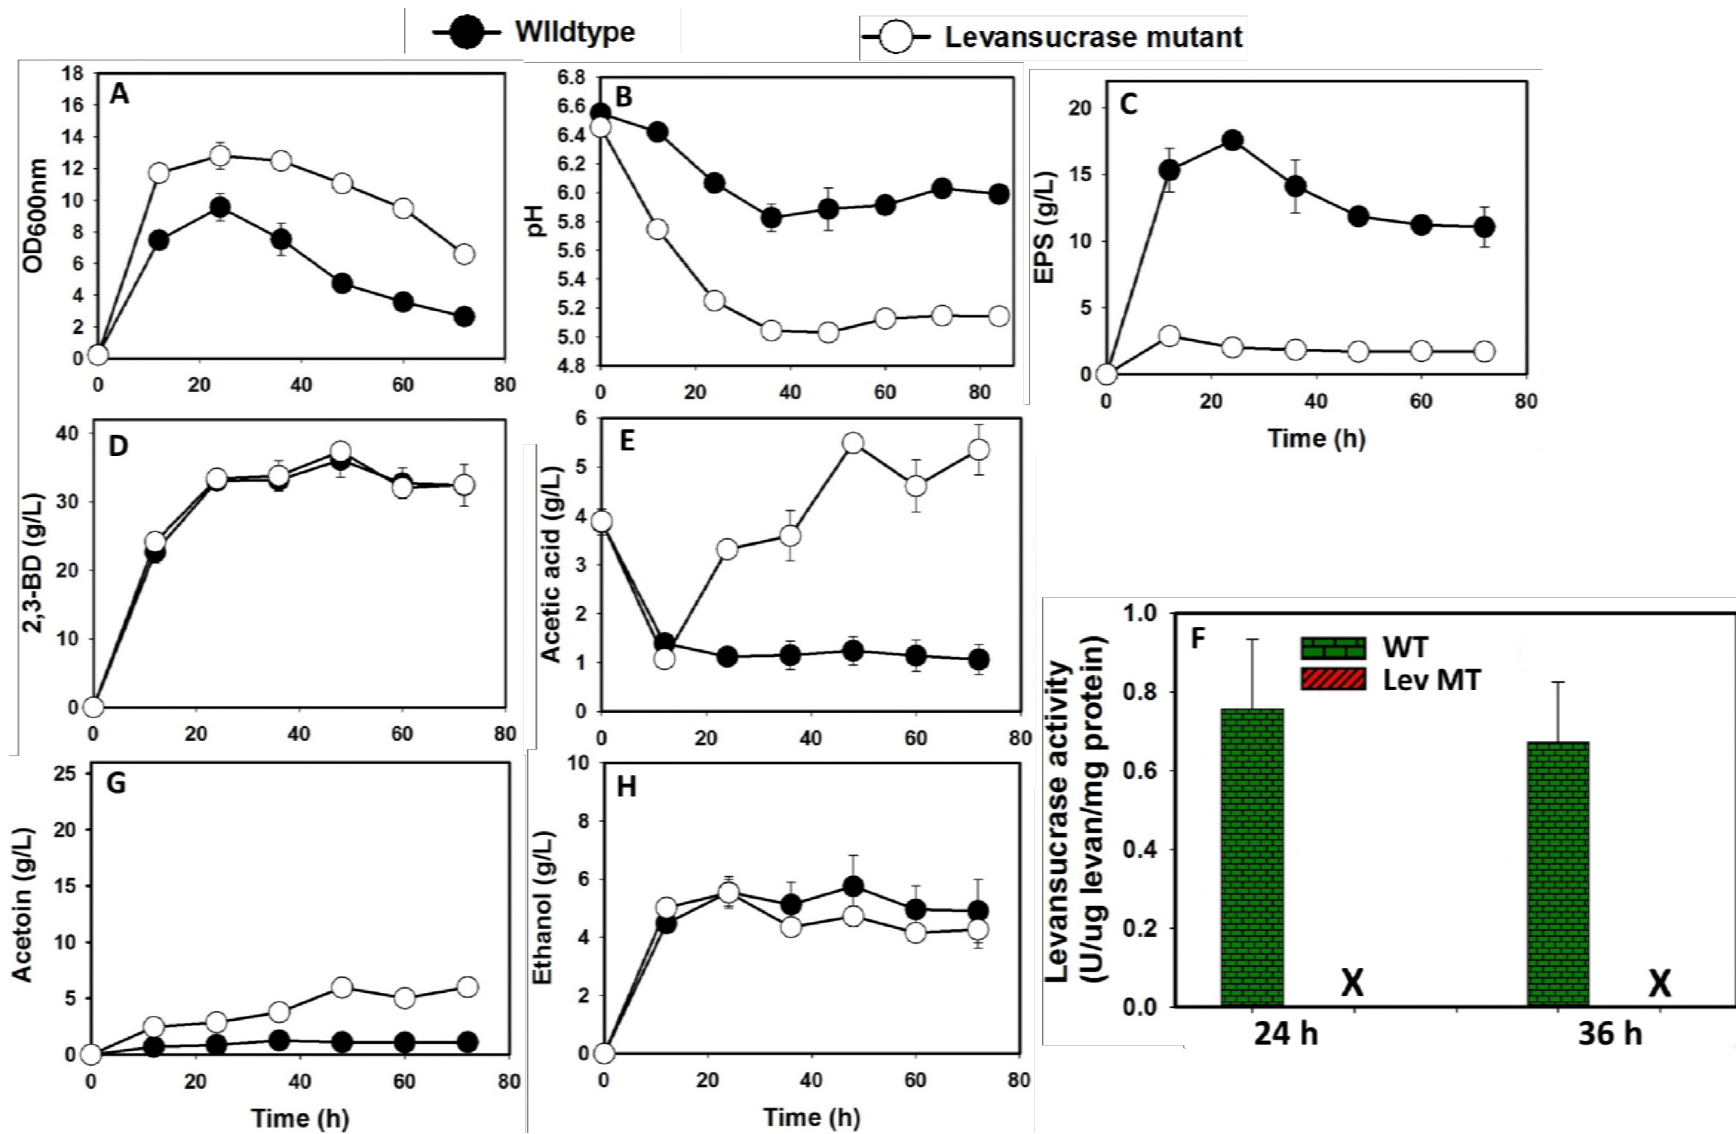 WIldtype
Levansucrase mutant
A
OD600nm
18
16
14
12
10
8
6
4
2
0
0 20 40 60 80
B
pH
6.8
6.6
6.4
6.2
6.0
5.8
5.6
5.4
5.2
5.0
4.8
0 20 40 60 80
C
EPS (g/L)
20
15
10
5
0
0 20 40 60 80
Time (h)
D
2,3-BD (g/L)
40
30
20
10
0
0 20 40 60 80
E
Acetic acid (g/L)
6
5
4
3
2
1
0
0 20 40 60 80
F
WT
Lev MT
Levansucrase activity
(U/ug levan/mg protein)
1.0
0.8
0.6
0.4
0.2
0.0
X X
24 h 36 h
G
Acetoin (g/L)
25
20
15
10
5
0
0 20 40 60 80
Time (h)
H
Ethanol (g/L)
10
8
6
4
2
0
0 20 40 60 80
Time (h)